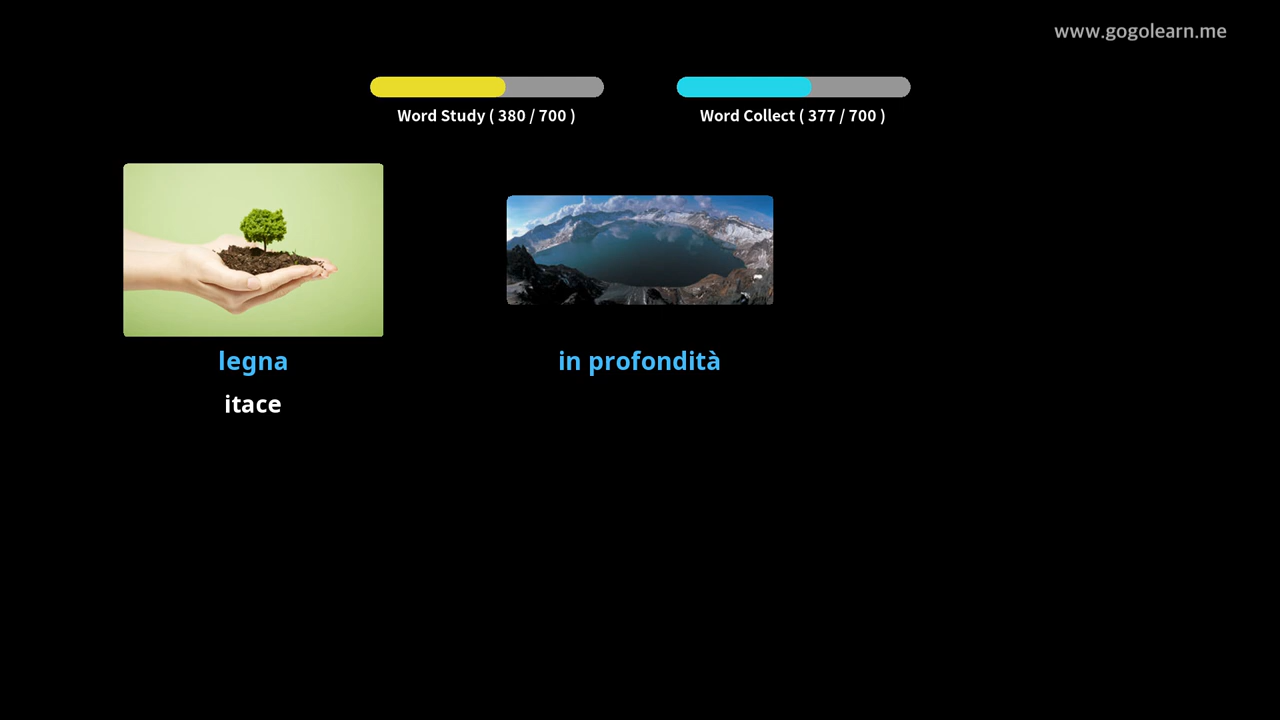 www.gogolearn.me
Word Study ( 380 / 700 )
Word Collect ( 377 / 700 )
legna
itace
in profondità